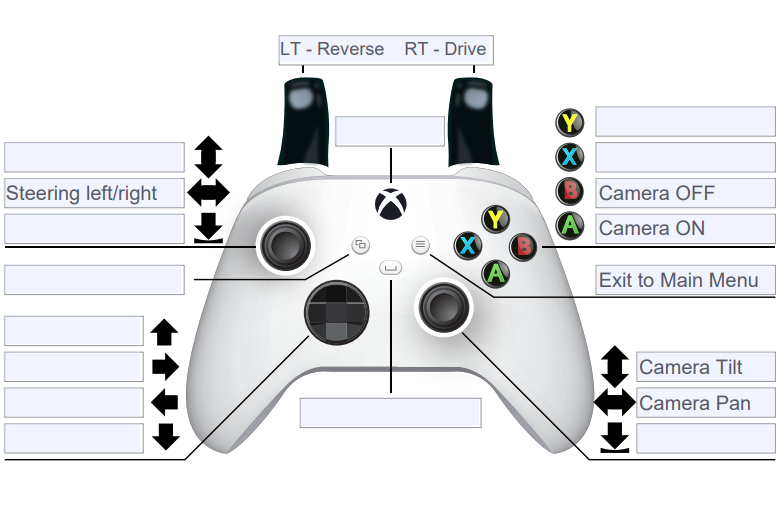 LT - Reverse RT - Drive
Y
X
Steering left/right
B Camera OFF
A Camera ON
Y
X B
A
Exit to Main Menu
Camera Tilt
Camera Pan